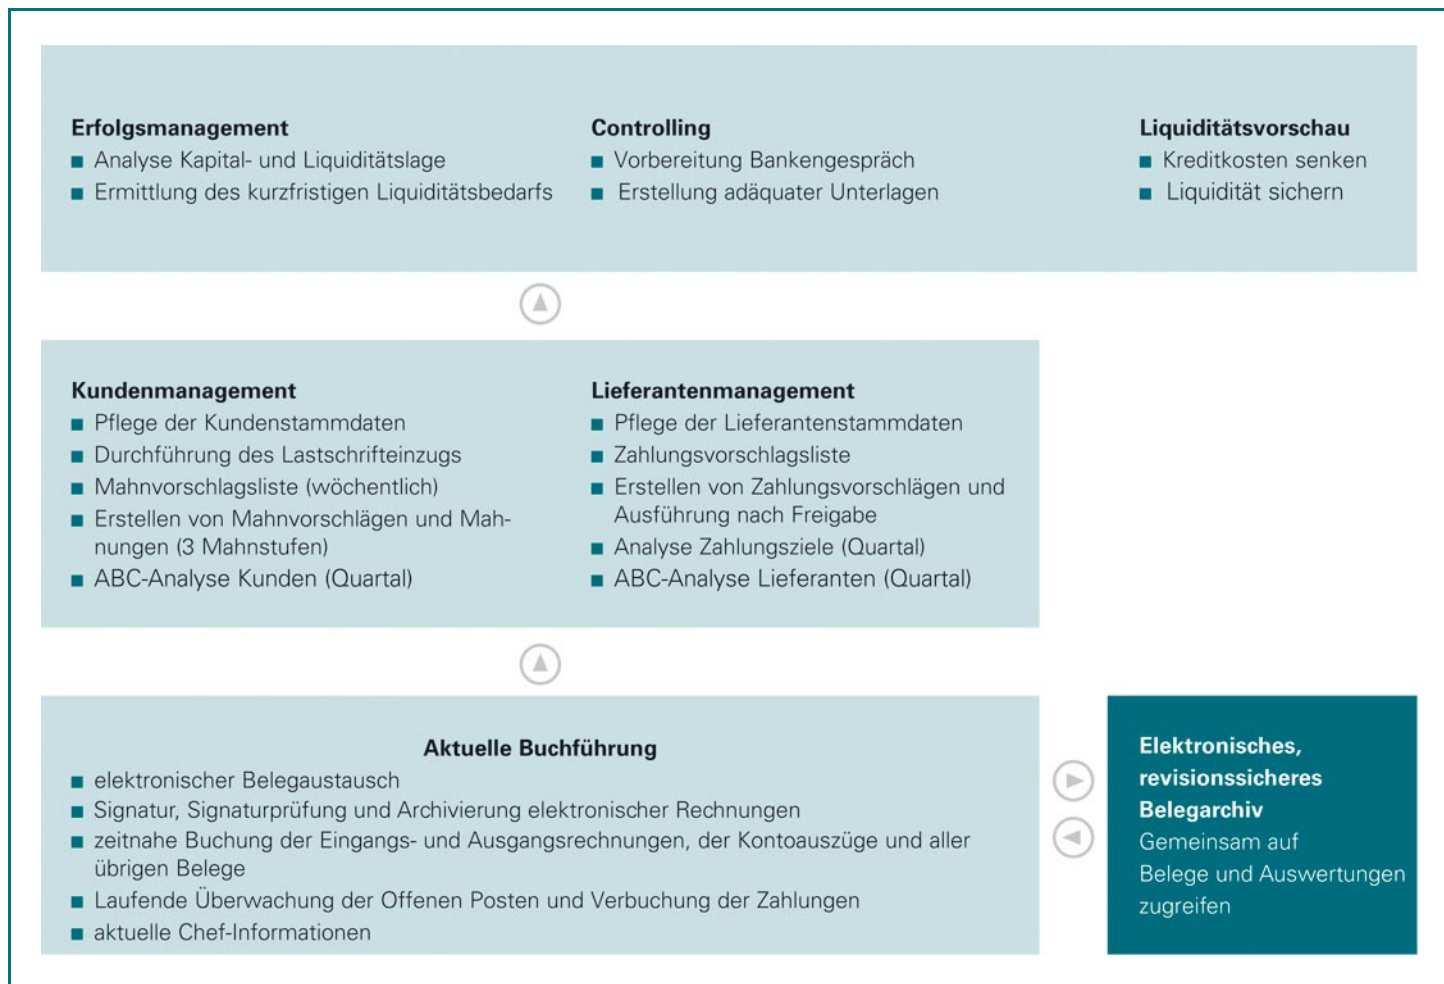 Erfolgsmanagement
■ Analyse Kapital- und Liquiditätslage
■ Ermittlung des kurzfristigen Liquiditätsbedarfs
Controlling
■ Vorbereitung Bankengespräch
■ Erstellung adäquater Unterlagen
Liquiditätsvorschau
■ Kreditkosten senken
■ Liquidität sichern
Kundenmanagement
■ Pflege der Kundenstammdaten
■ Durchführung des Lastschrifteinzugs
■ Mahnvorschlagsliste (wöchentlich)
■ Erstellen von Mahnvorschlägen und Mah-
nungen (3 Mahnstufen)
■ ABC-Analyse Kunden (Quartal)
Lieferantenmanagement
■ Pflege der Lieferantenstammdaten
■ Zahlungsvorschlagsliste
■ Erstellen von Zahlungsvorschlägen und
Ausführung nach Freigabe
■ Analyse Zahlungsziele (Quartal)
■ ABC-Analyse Lieferanten (Quartal)
Aktuelle Buchführung
■ elektronischer Belegaustausch
■ Signatur, Signaturprüfung und Archivierung elektronischer Rechnungen
■ zeitnahe Buchung der Eingangs- und Ausgangsrechnungen, der Kontoauszüge und aller
übrigen Belege
■ Laufende Überwachung der Offenen Posten und Verbuchung der Zahlungen
■ aktuelle Chef-Informationen
Elektronisches,
revisionssicheres
Belegarchiv
Gemeinsam auf
Belege und Auswertungen
zugreifen